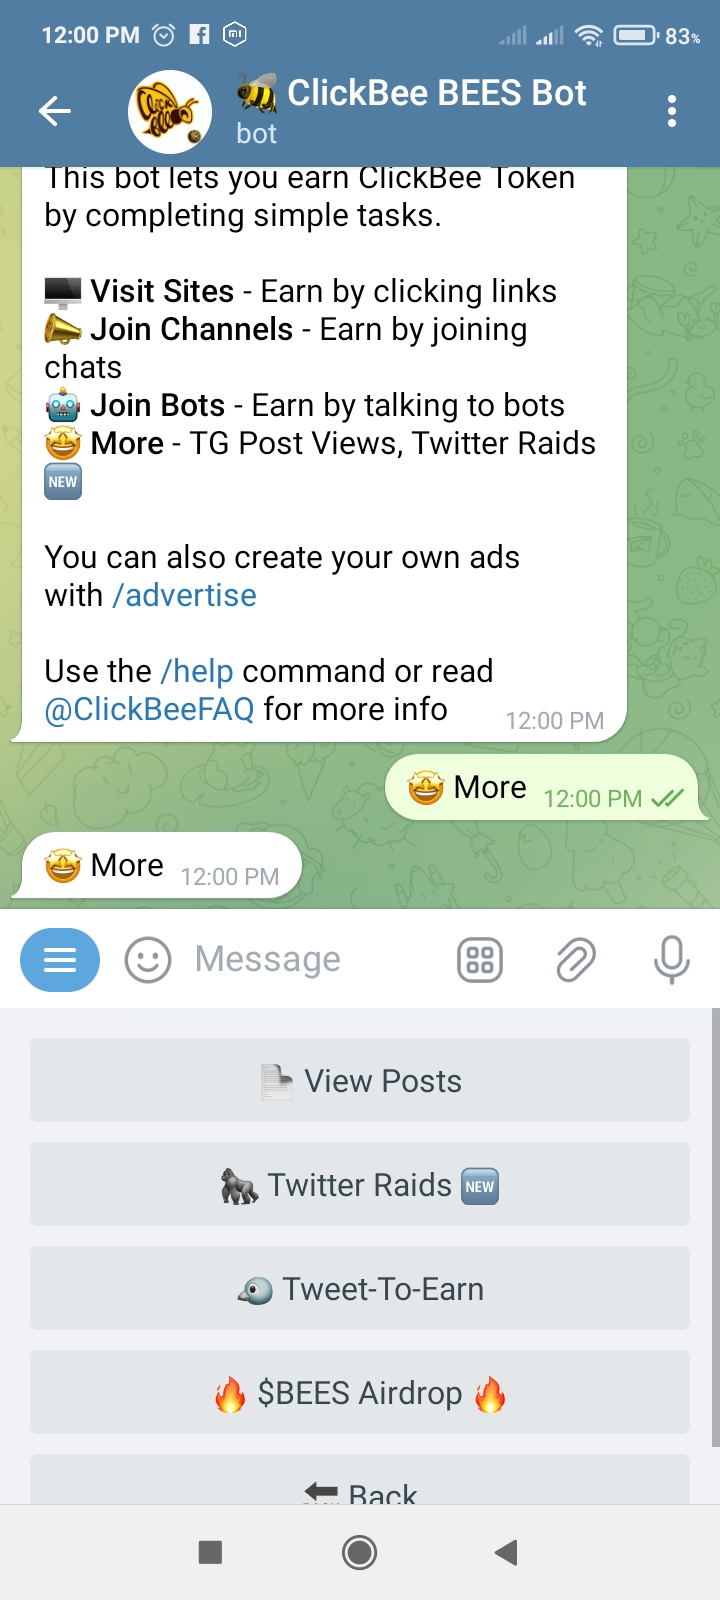 12:00 PM
83%
ClickBee BEES Bot
bot
This bot lets you earn ClickBee Token
by completing simple tasks.
Visit Sites - Earn by clicking links
Join Channels - Earn by joining
chats
Join Bots - Earn by talking to bots
More - TG Post Views, Twitter Raids
NEW
You can also create your own ads
with /advertise
Use the /help command or read
@ClickBeeFAQ for more info
12:00 PM
More 12:00 PM
More 12:00 PM
Message
View Posts
Twitter Raids NEW
Tweet-To-Earn
$BEES Airdrop
Back